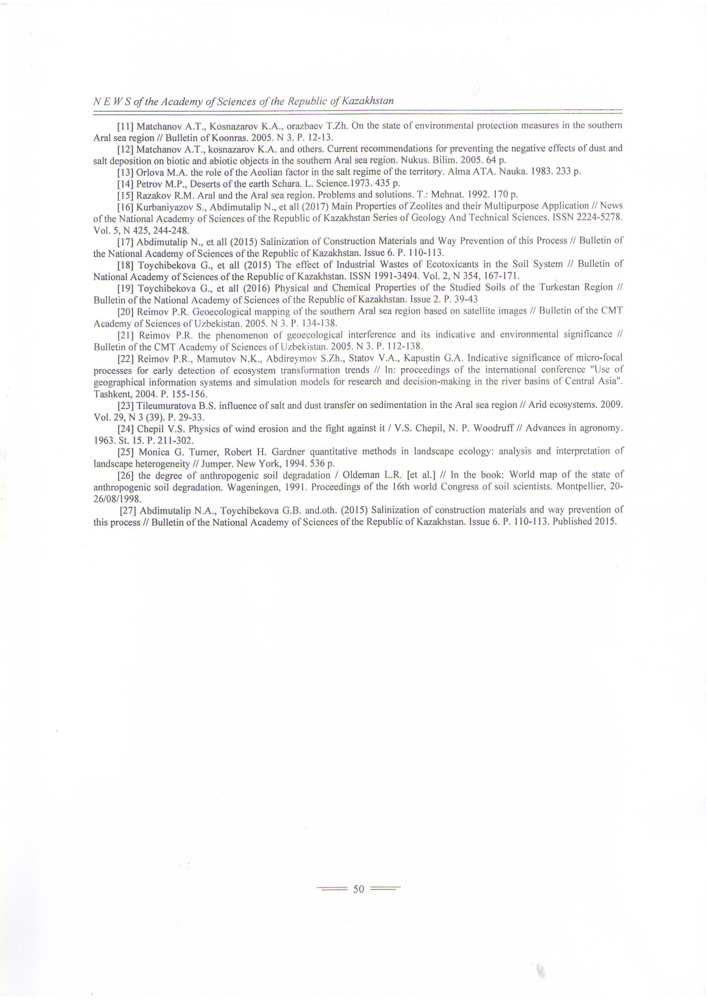 N E W S of the Academy of Sciences of the Republic of Kazakhstan
[11] Matchanov A.T., Kosnazarov K.A., orazbaev T.Zh. On the state of environmental protection measures in the southern
Aral sea region // Bulletin of Koonras. 2005. N 3. P. 12-13.
[12] Matchanov A.T., kosnazarov K.A. and others. Current recommendations for preventing the negative effects of dust and
salt deposition on biotic and abiotic objects in the southern Aral sea region. Nukus. Bilim. 2005. 64 p.
[13] Orlova M.A. the role of the Aeolian factor in the salt regime of the territory. Alma ATA. Nauka. 1983. 233 p.
[14] Petrov M.P., Deserts of the earth Schara. L. Science.1973. 435 p.
[15] Razakov R.M. Aral and the Aral sea region. Problems and solutions. T.: Mehnat. 1992. 170 p.
[16] Kurbaniyazov S., Abdimutalip N., et all (2017) Main Properties of Zeolites and their Multipurpose Application // News
of the National Academy of Sciences of the Republic of Kazakhstan Series of Geology And Technical Sciences. ISSN 2224-5278.
Vol. 5, N 425, 244-248.
[17] Abdimutalip N., et all (2015) Salinization of Construction Materials and Way Prevention of this Process // Bulletin of
the National Academy of Sciences of the Republic of Kazakhstan. Issue 6. P. 110-113.
[18] Toychibekova G., et all (2015) The effect of Industrial Wastes of Ecotoxicants in the Soil System // Bulletin of
National Academy of Sciences of the Republic of Kazakhstan. ISSN 1991-3494. Vol. 2, N 354, 167-171.
[19] Toychibekova G., et all (2016) Physical and Chemical Properties of the Studied Soils of the Turkestan Region //
Bulletin of the National Academy of Sciences of the Republic of Kazakhstan. Issue 2. P. 39-43
[20] Reimov P.R. Geoecological mapping of the southern Aral sea region based on satellite images // Bulletin of the CMT
Academy of Sciences of Uzbekistan. 2005. N 3. P. 134-138.
[21] Reimov P.R. the phenomenon of geoecological interference and its indicative and environmental significance //
Bulletin of the CMT Academy of Sciences of Uzbekistan. 2005. N 3. P. 112-138.
[22] Reimov P.R., Mamutov N.K., Abdireymov S.Zh., Statov V.A., Kapustin G.A. Indicative significance of micro-focal
processes for early detection of ecosystem transformation trends // In: proceedings of the international conference "Use of
geographical information systems and simulation models for research and decision-making in the river basins of Central Asia".
Tashkent, 2004. P. 155-156.
[23] Tileumuratova B.S. influence of salt and dust transfer on sedimentation in the Aral sea region // Arid ecosystems. 2009.
Vol. 29, N 3 (39). P. 29-33.
[24] Chepil V.S. Physics of wind erosion and the fight against it / V.S. Chepil, N. P. Woodruff // Advances in agronomy.
1963. St. 15. P. 211-302.
[25] Monica G. Turner, Robert H. Gardner quantitative methods in landscape ecology: analysis and interpretation of
landscape heterogeneity // Jumper. New York, 1994. 536 p.
[26] the degree of anthropogenic soil degradation / Oldeman L.R. [et al.] // In the book: World map of the state of
anthropogenic soil degradation. Wageningen, 1991. Proceedings of the 16th world Congress of soil scientists. Montpellier, 20-
26/08/1998.
[27] Abdimutalip N.A., Toychibekova G.B. and.oth. (2015) Salinization of construction materials and way prevention of
this process // Bulletin of the National Academy of Sciences of the Republic of Kazakhstan. Issue 6. P. 110-113. Published 2015.
50